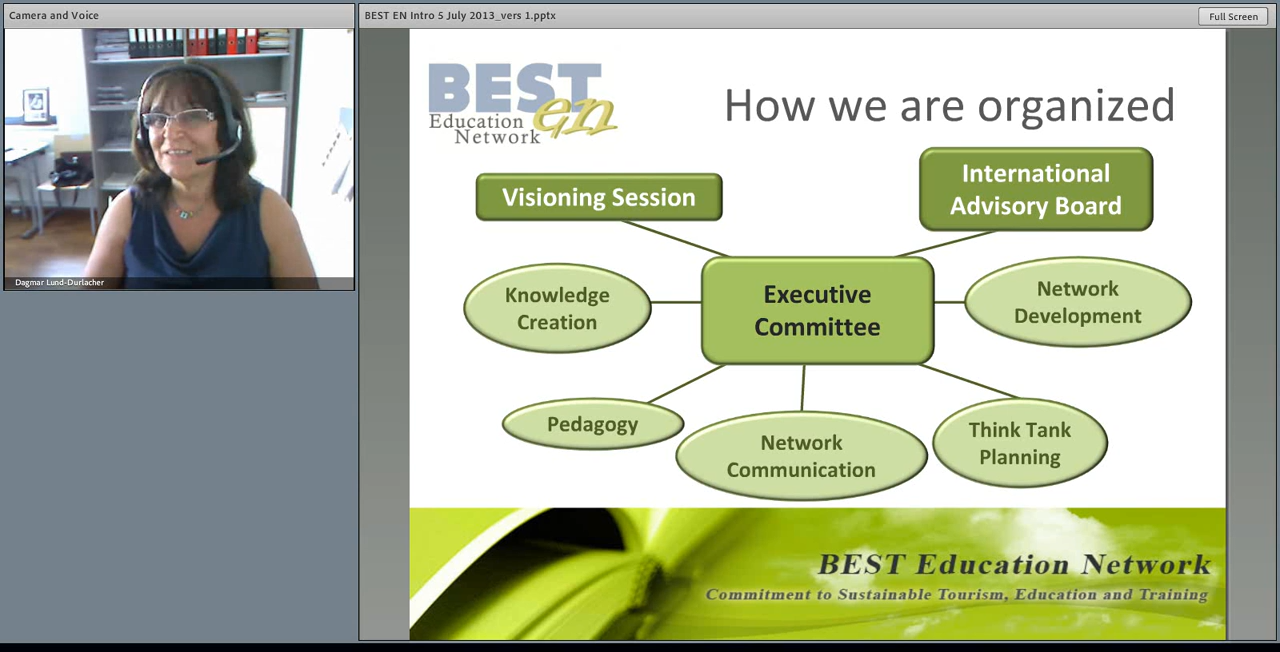 Camera and Voice
Dagmar Lund-Durlacher
BEST EN Intro 5 July 2013_vers 1.pptx
Full Screen
BEST
en
Education
Network
How we are organized
Visioning Session
International
Advisory Board
Knowledge
Creation
Executive
Committee
Network
Development
Pedagogy
Network
Communication
Think Tank
Planning
BEST Education Network
Commitment to Sustainable Tourism, Education and Training